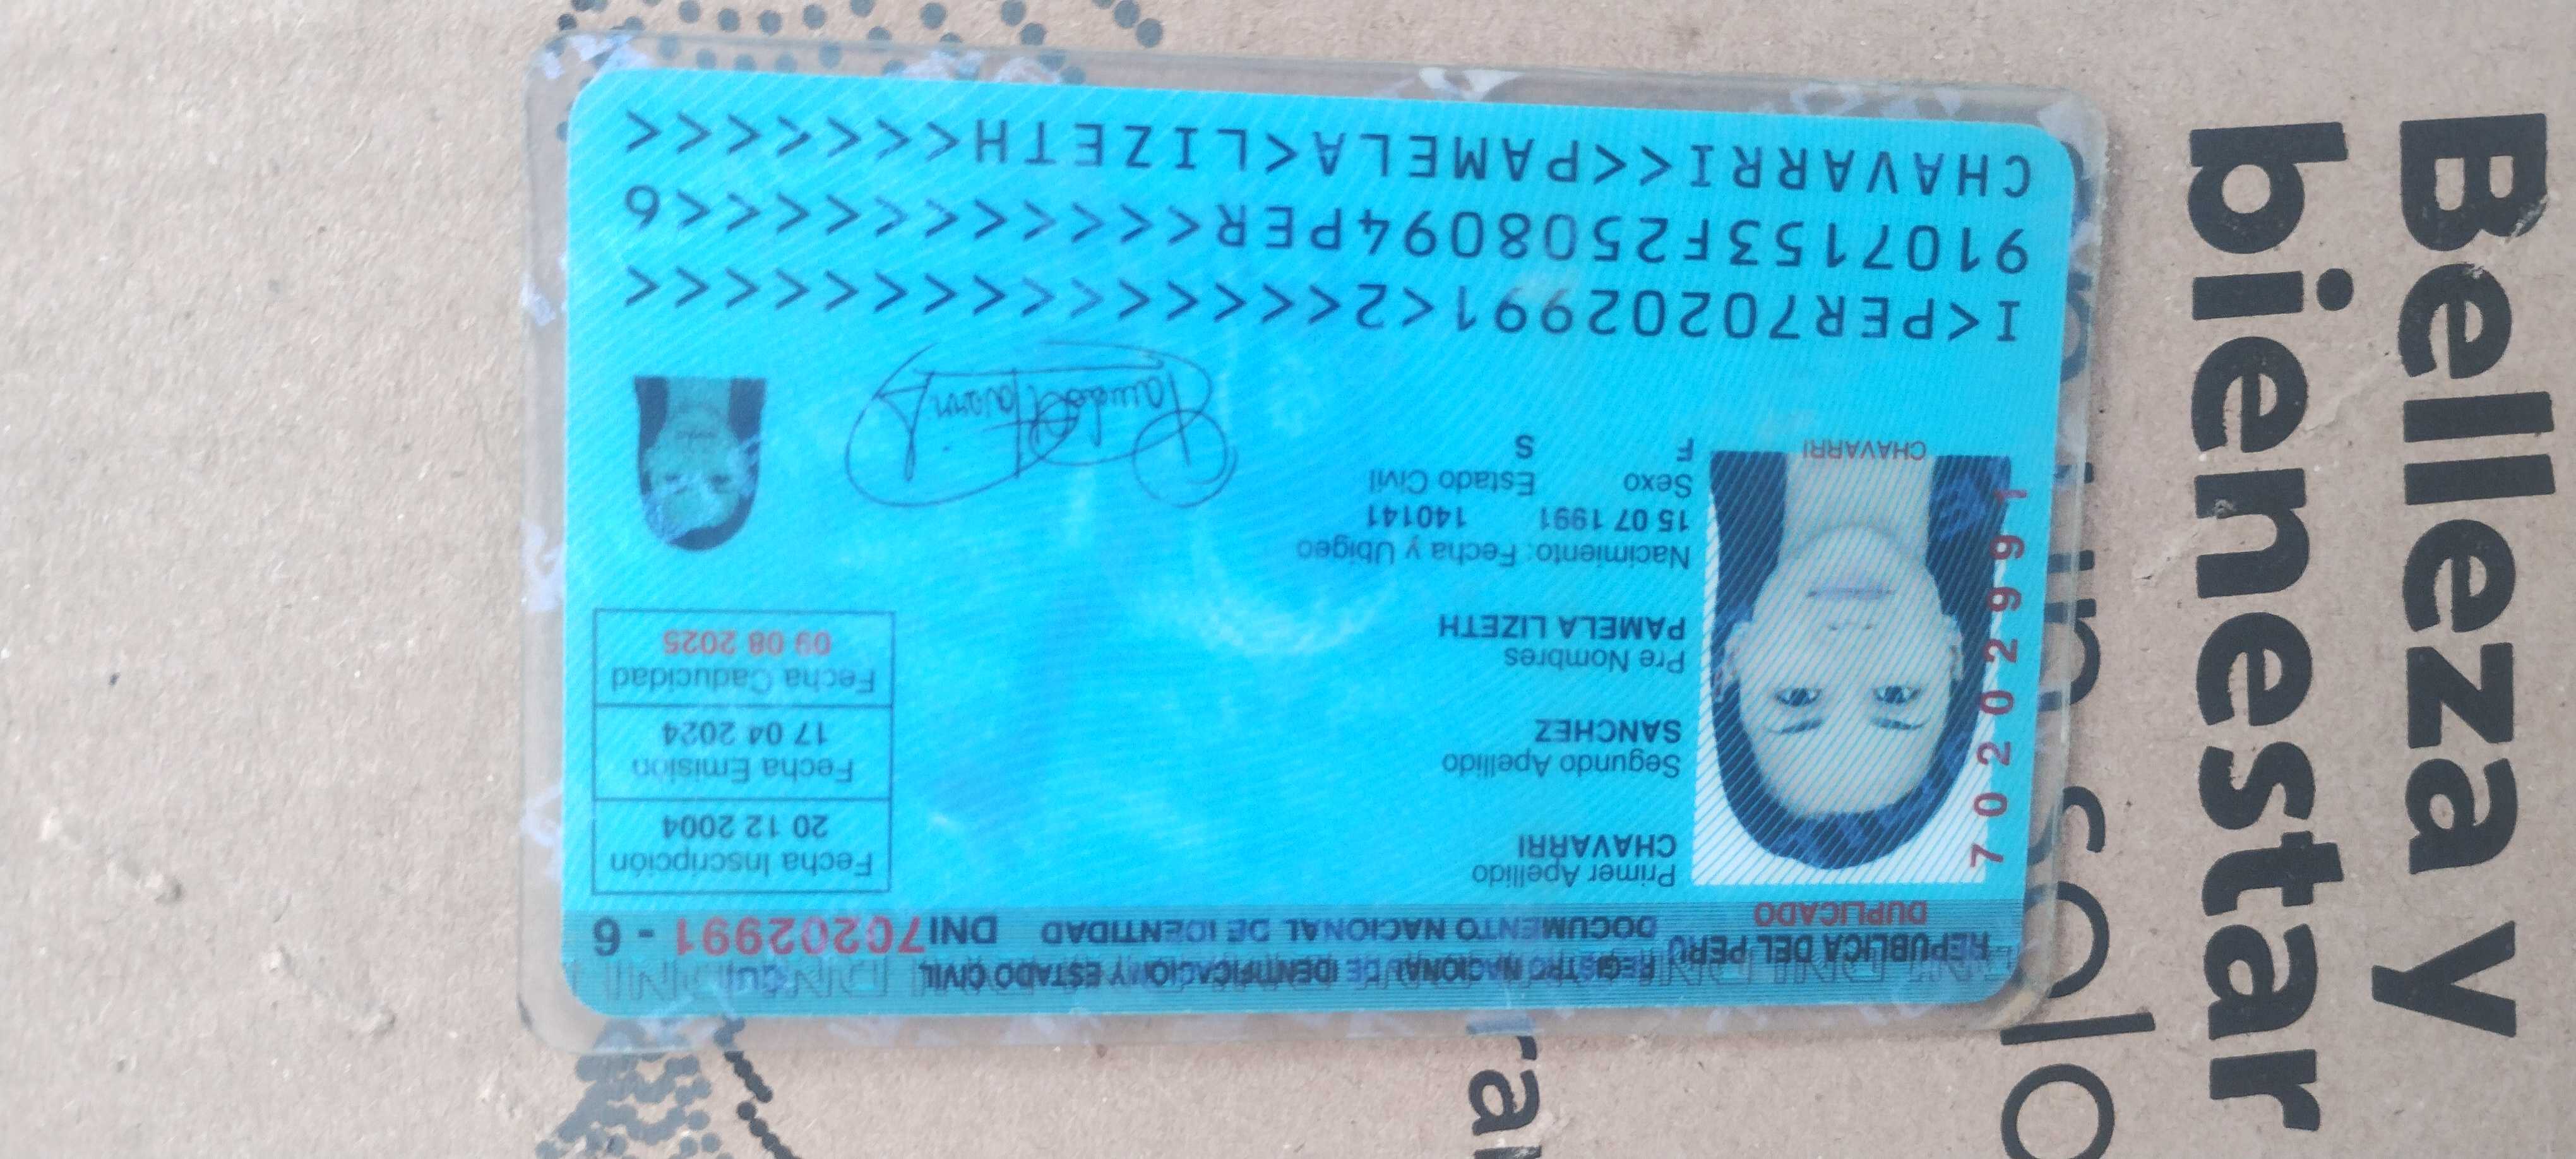 REPUBLICA DEL PERÚ
REGISTRO NACIONAL DE IDENTIFICACION Y ESTADO CIVIL
DUPLICADO
DOCUMENTO NACIONAL DE IDENTIDAD
DNI 70202991 - 6
Primer Apellido
CHAVARRI
Segundo Apellido
SANCHEZ
Pre Nombres
PAMELA LIZETH
Nacimiento: Fecha y Ubigeo
15 07 1991 140141
Sexo Estado Civil
F S
Fecha Inscripción
20 12 2004
Fecha Emisión
17 04 2024
Fecha Caducidad
09 08 2025
70202991
CHAVARRI
I<PER70202991<2<<<<<<<<<<<<<<<
9107153F2508094PER<<<<<<<<<<<6
CHAVARRI<<PAMELA<LIZETH<<<<<<<
Belleza y
bienestar
solo